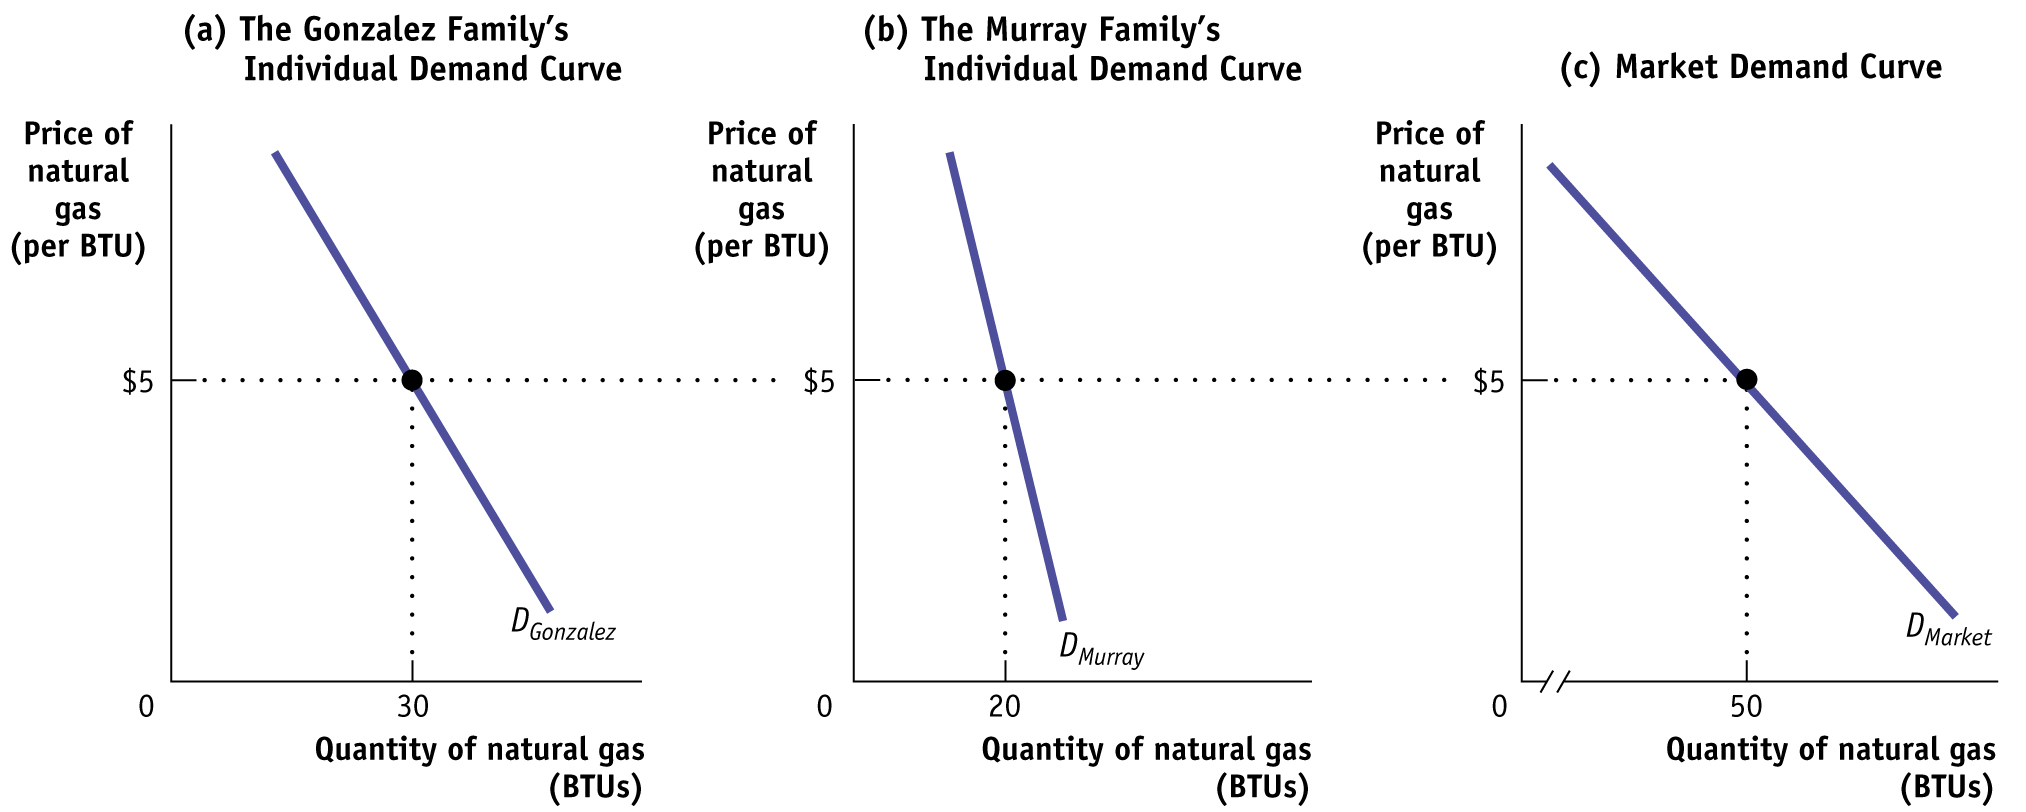 (a) The Gonzalez Family's
Individual Demand Curve
Price of
natural
gas
(per BTU)
$5
D Gonzalez
0
30
Quantity of natural gas
(BTUs)
(b) The Murray Family's
Individual Demand Curve
Price of
natural
gas
(per BTU)
$5
D Murray
0
20
Quantity of natural gas
(BTUs)
(c) Market Demand Curve
Price of
natural
gas
(per BTU)
$5
D Market
0
50
Quantity of natural gas
(BTUs)